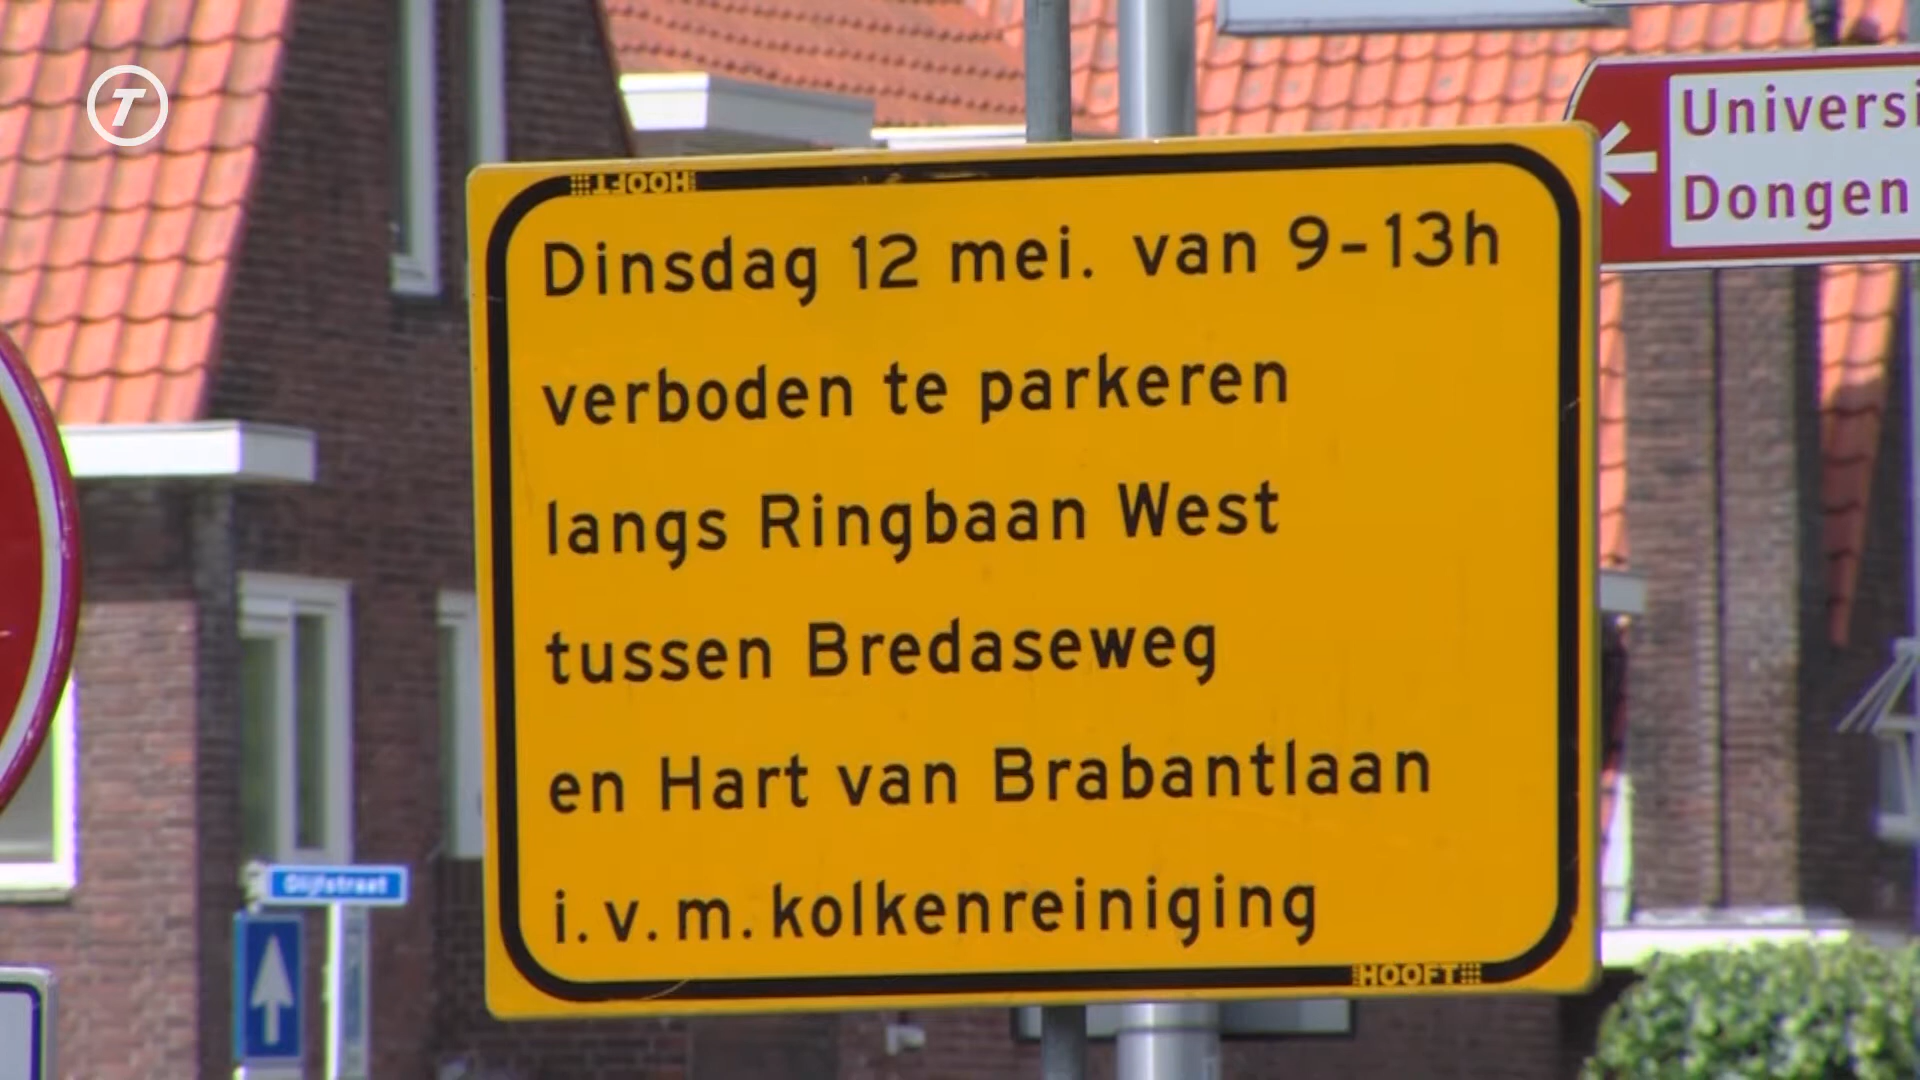 T
HOOFT
Dinsdag 12 mei. van 9-13h
verboden te parkeren
langs Ringbaan West
tussen Bredaseweg
en Hart van Brabantlaan
i.v.m. kolkenreiniging
HOOFT
Universi
Dongen